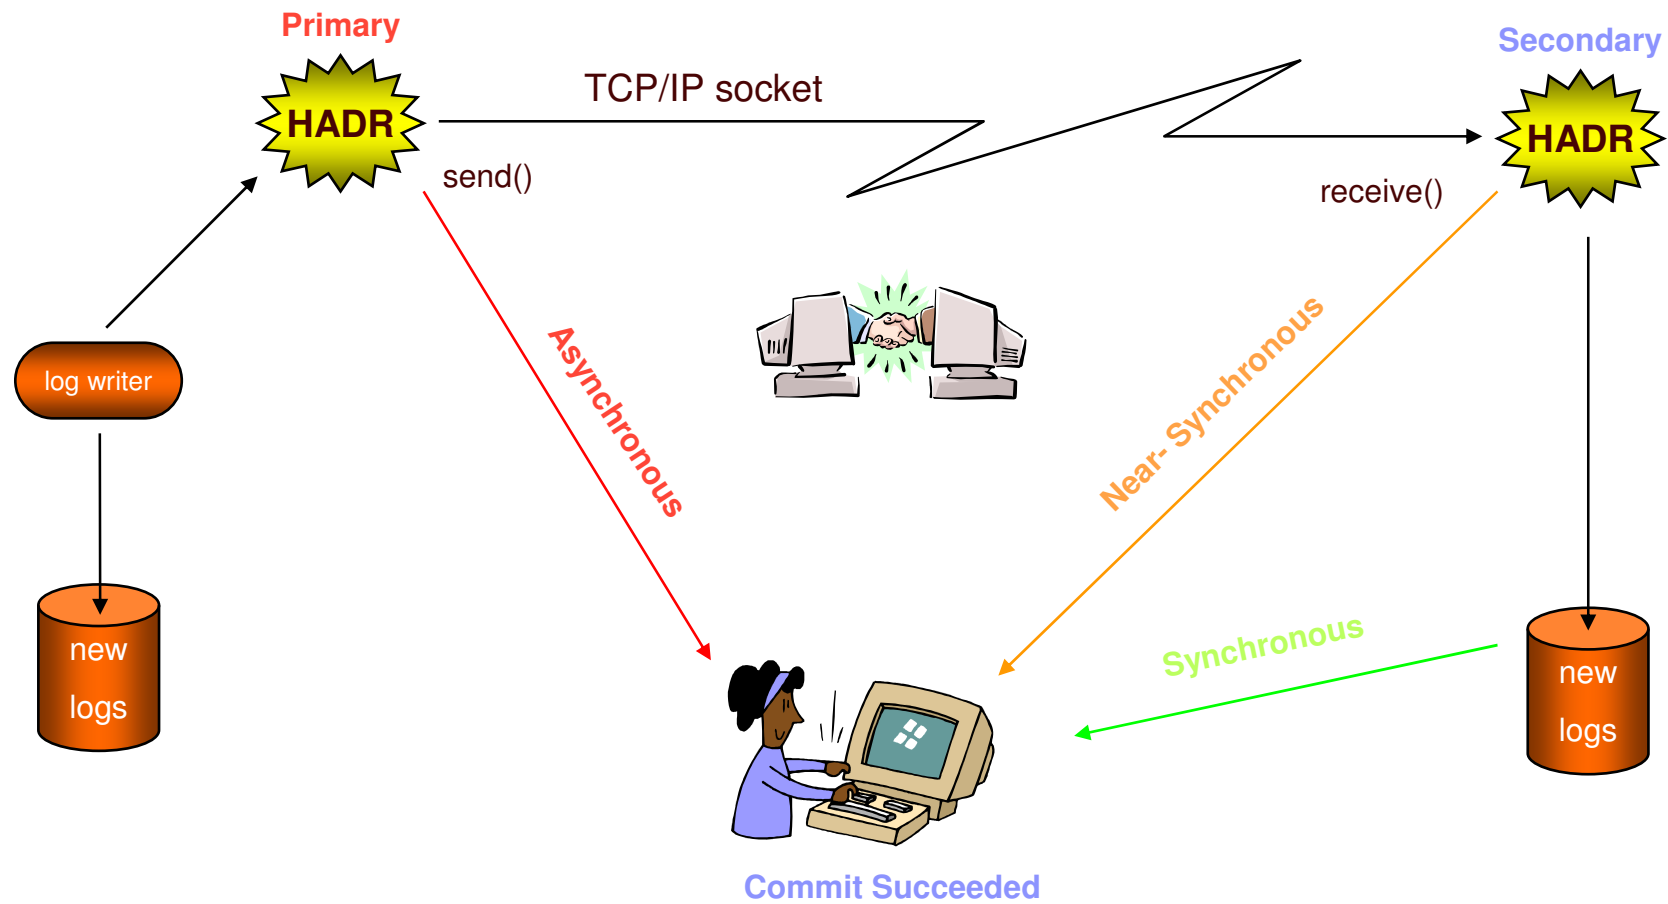 Primary
Secondary
HADR
TCP/IP socket
HADR
send()
receive()
log writer
Asynchronous
Near- Synchronous
Synchronous
new
logs
new
logs
Commit Succeeded